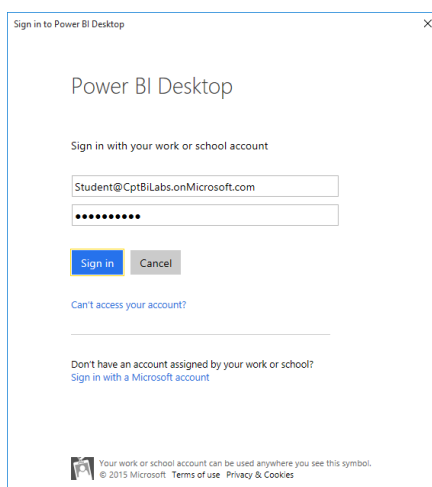 Sign in to Power BI Desktop
Power BI Desktop
Sign in with your work or school account
Student@CptBiLabs.onMicrosoft.com
●●●●●●●●●●
Sign in Cancel
Can't access your account?
Don't have an account assigned by your work or school?
Sign in with a Microsoft account
Your work or school account can be used anywhere you see this symbol.
© 2015 Microsoft Terms of use Privacy & Cookies